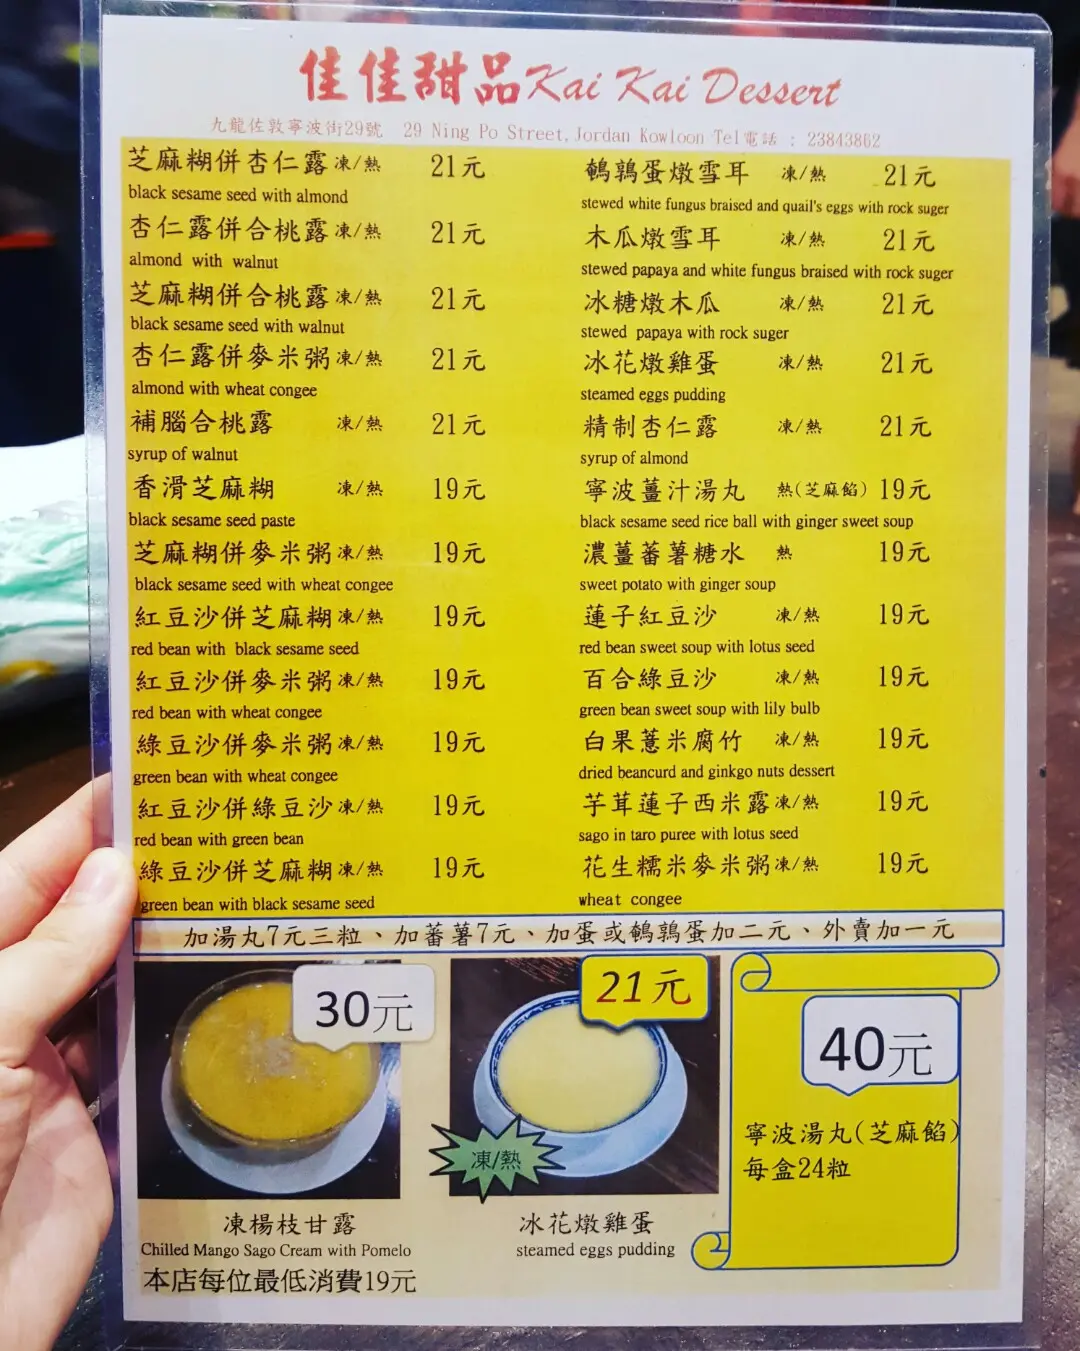 佳佳甜品Kai Kai Dessert
九龍佐敦寧波街29號 29 Ning Po Street,Jordan Kowloon Tel電話 : 23843862
芝麻糊併杏仁露 凍/熱 21元
black sesame seed with almond
杏仁露併合桃露 凍/熱 21元
almond with walnut
芝麻糊併合桃露 凍/熱 21元
black sesame seed with walnut
杏仁露併麥米粥 凍/熱 21元
almond with wheat congee
補腦合桃露 凍/熱 21元
syrup of walnut
香滑芝麻糊 凍/熱 19元
black sesame seed paste
芝麻糊併麥米粥 凍/熱 19元
black sesame seed with wheat congee
紅豆沙併芝麻糊 凍/熱 19元
red bean with black sesame seed
紅豆沙併麥米粥 凍/熱 19元
red bean with wheat congee
綠豆沙併麥米粥 凍/熱 19元
green bean with wheat congee
紅豆沙併綠豆沙 凍/熱 19元
red bean with green bean
綠豆沙併芝麻糊 凍/熱 19元
green bean with black sesame seed
鵪鶉蛋燉雪耳 凍/熱 21元
stewed white fungus braised and quail's eggs with rock suger
木瓜燉雪耳 凍/熱 21元
stewed papaya and white fungus braised with rock suger
冰糖燉木瓜 凍/熱 21元
stewed papaya with rock suger
冰花燉雞蛋 凍/熱 21元
steamed eggs pudding
精制杏仁露 凍/熱 21元
syrup of almond
寧波薑汁湯丸 熱(芝麻餡) 19元
black sesame seed rice ball with ginger sweet soup
濃薑蕃薯糖水 熱 19元
sweet potato with ginger soup
蓮子紅豆沙 凍/熱 19元
red bean sweet soup with lotus seed
百合綠豆沙 凍/熱 19元
green bean sweet soup with lily bulb
白果薏米腐竹 凍/熱 19元
dried beancurd and ginkgo nuts dessert
芋茸蓮子西米露 凍/熱 19元
sago in taro puree with lotus seed
花生糯米麥米粥 凍/熱 19元
wheat congee
加湯丸7元三粒、加蕃薯7元、加蛋或鵪鶉蛋加二元、外賣加一元
30元
凍楊枝甘露
Chilled Mango Sago Cream with Pomelo
21元
凍/熱
冰花燉雞蛋
steamed eggs pudding
40元
寧波湯丸(芝麻餡)
每盒24粒
本店每位最低消費19元